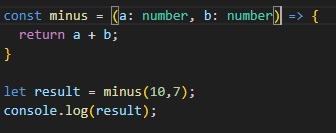 const minus = (a: number, b: number) => {
  return a + b;
}

let result = minus(10,7);
console.log(result);